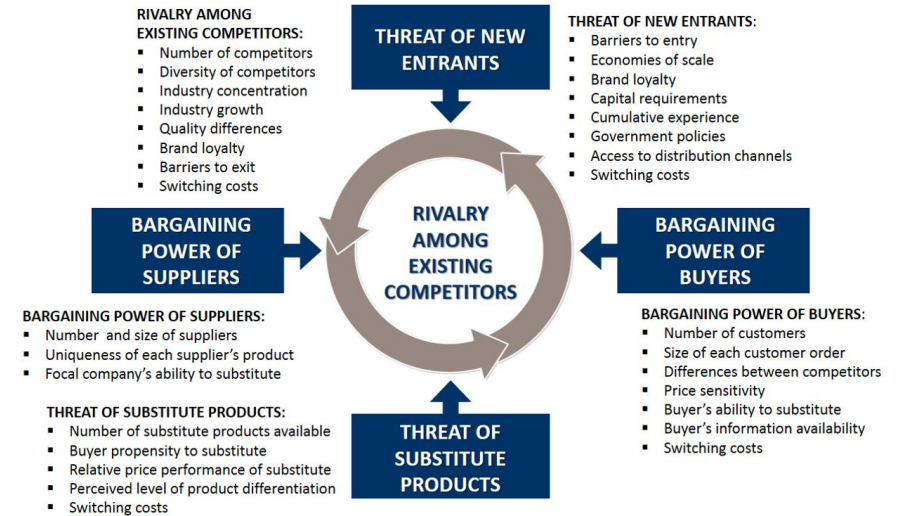 RIVALRY AMONG
EXISTING COMPETITORS:
▪ Number of competitors
▪ Diversity of competitors
▪ Industry concentration
▪ Industry growth
▪ Quality differences
▪ Brand loyalty
▪ Barriers to exit
▪ Switching costs
THREAT OF NEW
ENTRANTS
THREAT OF NEW ENTRANTS:
▪ Barriers to entry
▪ Economies of scale
▪ Brand loyalty
▪ Capital requirements
▪ Cumulative experience
▪ Government policies
▪ Access to distribution channels
▪ Switching costs
BARGAINING
POWER OF
SUPPLIERS
RIVALRY
AMONG
EXISTING
COMPETITORS
BARGAINING
POWER OF
BUYERS
BARGAINING POWER OF SUPPLIERS:
▪ Number and size of suppliers
▪ Uniqueness of each supplier's product
▪ Focal company's ability to substitute
BARGAINING POWER OF BUYERS:
▪ Number of customers
▪ Size of each customer order
▪ Differences between competitors
▪ Price sensitivity
▪ Buyer's ability to substitute
▪ Buyer's information availability
▪ Switching costs
THREAT OF SUBSTITUTE PRODUCTS:
▪ Number of substitute products available
▪ Buyer propensity to substitute
▪ Relative price performance of substitute
▪ Perceived level of product differentiation
▪ Switching costs
THREAT OF
SUBSTITUTE
PRODUCTS